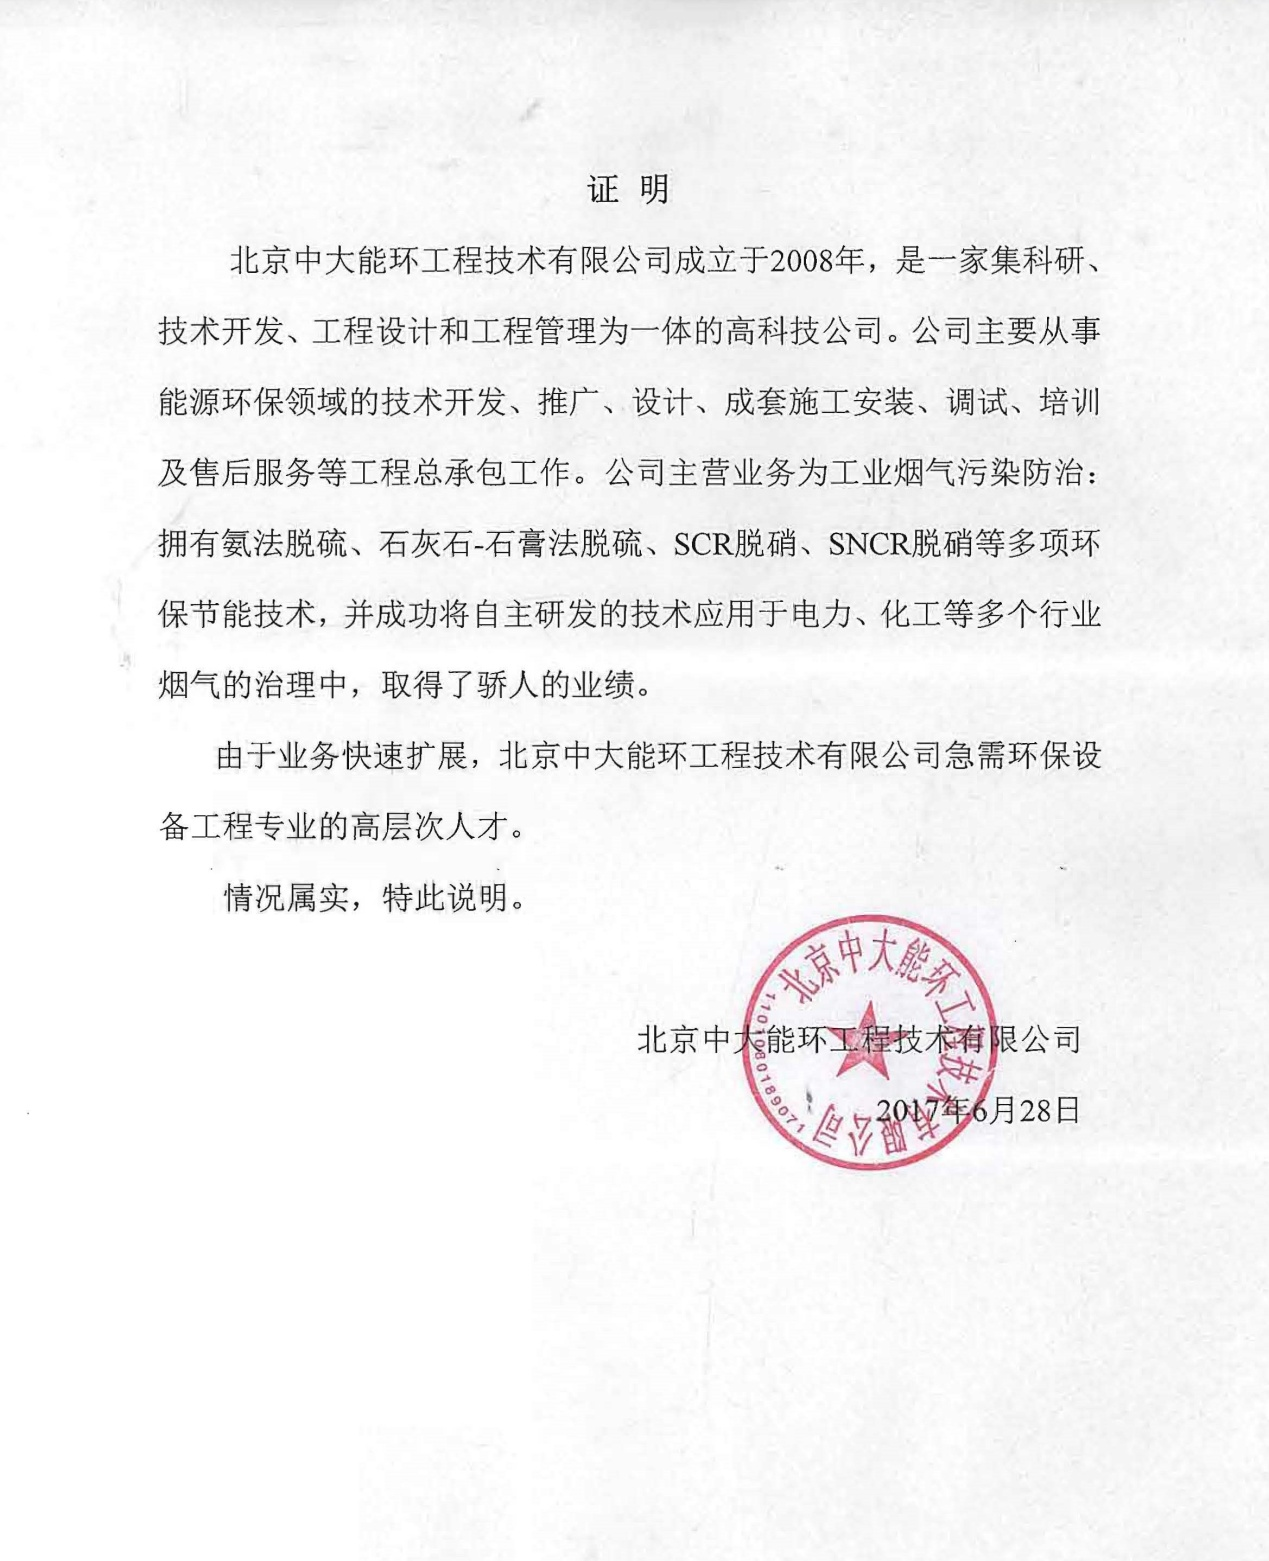 证 明
北京中大能环工程技术有限公司成立于2008年，是一家集科研、
技术开发、工程设计和工程管理为一体的高科技公司。公司主要从事
能源环保领域的技术开发、推广、设计、成套施工安装、调试、培训
及售后服务等工程总承包工作。公司主营业务为工业烟气污染防治：
拥有氨法脱硫、石灰石-石膏法脱硫、SCR脱硝、SNCR脱硝等多项环
保节能技术，并成功将自主研发的技术应用于电力、化工等多个行业
烟气的治理中，取得了骄人的业绩。
由于业务快速扩展，北京中大能环工程技术有限公司急需环保设
备工程专业的高层次人才。
情况属实，特此说明。
北京中大能环工程技术有限公司
2017年6月28日
北京中大能环工程技术有限公司
1101080189071